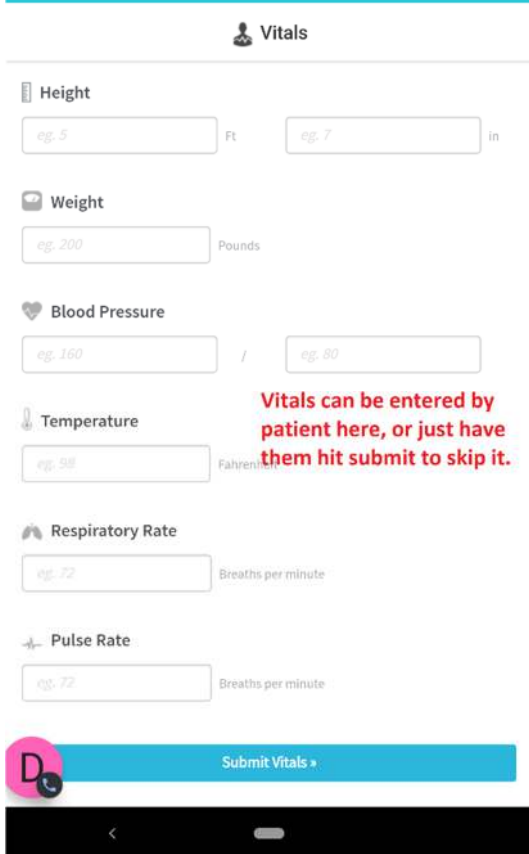 Vitals
Height
eg. 5 Ft eg. 7 in
Weight
eg. 200 Pounds
Blood Pressure
eg. 160 / eg. 80
Vitals can be entered by
patient here, or just have
them hit submit to skip it.
Temperature
eg. 98 Fahrenheit
Respiratory Rate
eg. 72 Breaths per minute
Pulse Rate
eg. 72 Breaths per minute
D
Submit Vitals »